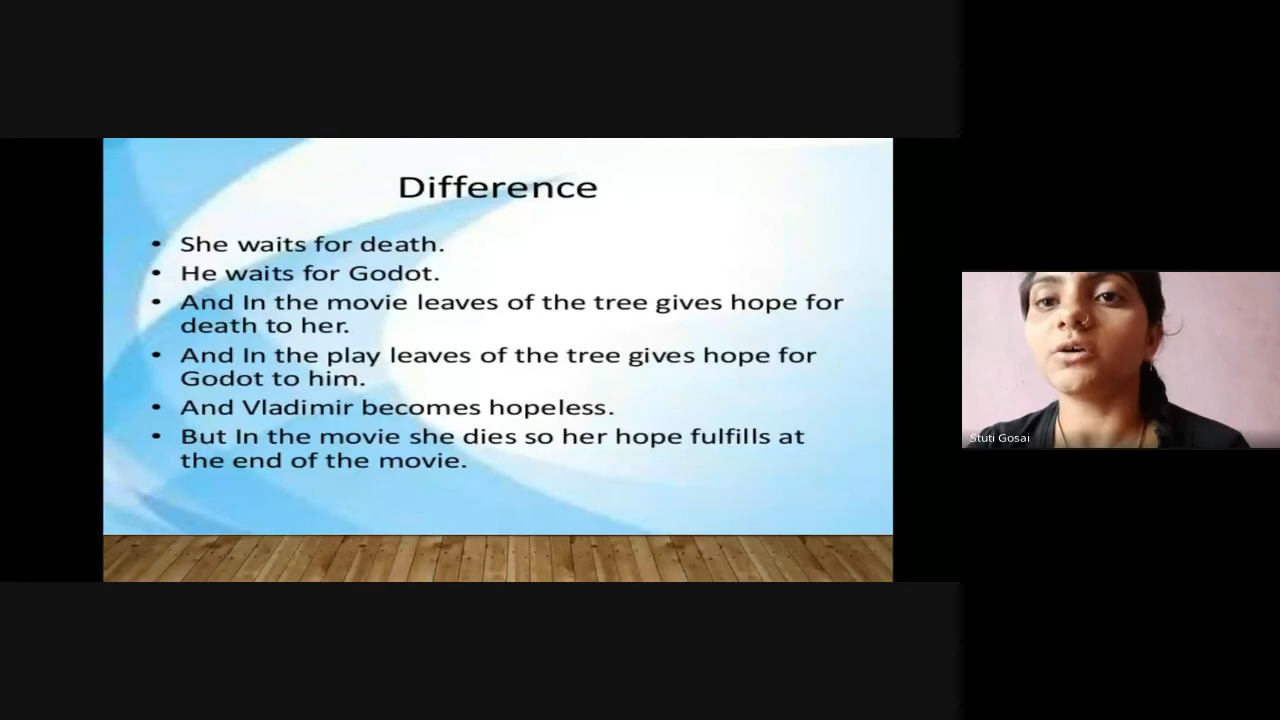 Difference
• She waits for death.
• He waits for Godot.
• And In the movie leaves of the tree gives hope for
death to her.
• And In the play leaves of the tree gives hope for
Godot to him.
• And Vladimir becomes hopeless.
• But In the movie she dies so her hope fulfills at
the end of the movie.
Stuti Gosai